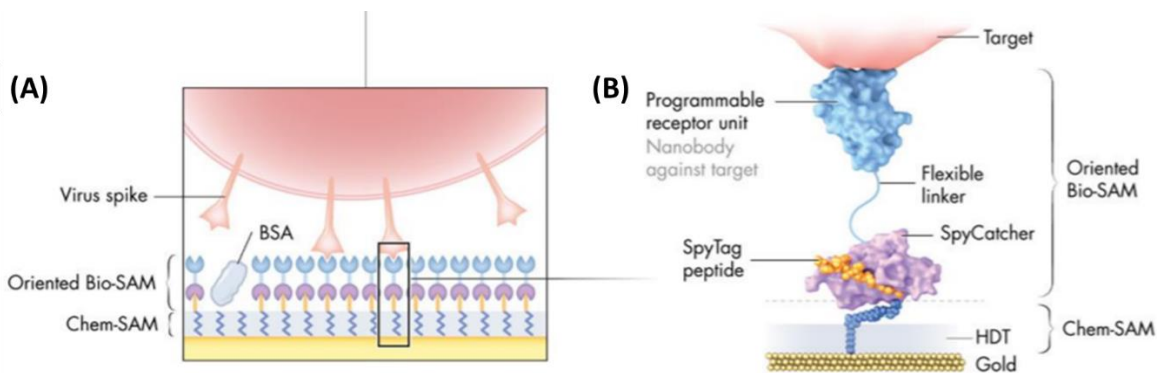 (A)
Virus spike
BSA
Oriented Bio-SAM
Chem-SAM
(B)
Target
Programmable
receptor unit
Nanobody
against target
Flexible
linker
Oriented
Bio-SAM
SpyCatcher
SpyTag
peptide
Chem-SAM
HDT
Gold